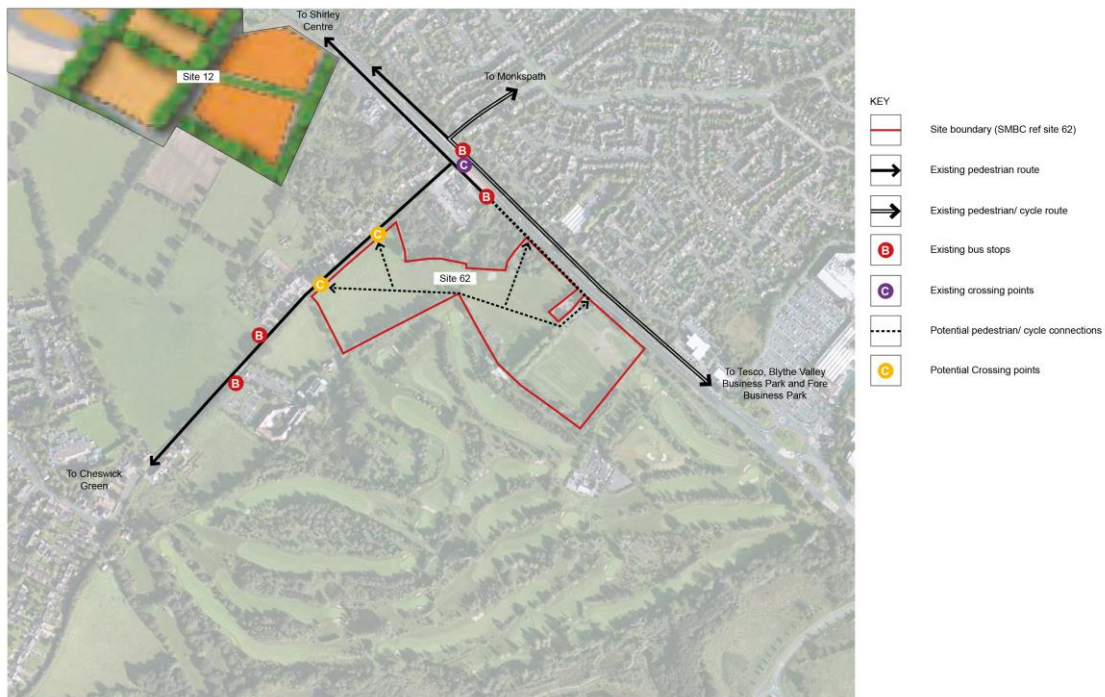 To Shirley
Centre
Site 12
To Monkspath
B
C
B
C
Site 62
C
B
B
To Tesco, Blythe Valley
Business Park and Fore
Business Park
To Cheswick
Green
KEY
Site boundary (SMBC ref site 62)
Existing pedestrian route
Existing pedestrian/ cycle route
B Existing bus stops
C Existing crossing points
Potential pedestrian/ cycle connections
C Potential Crossing points